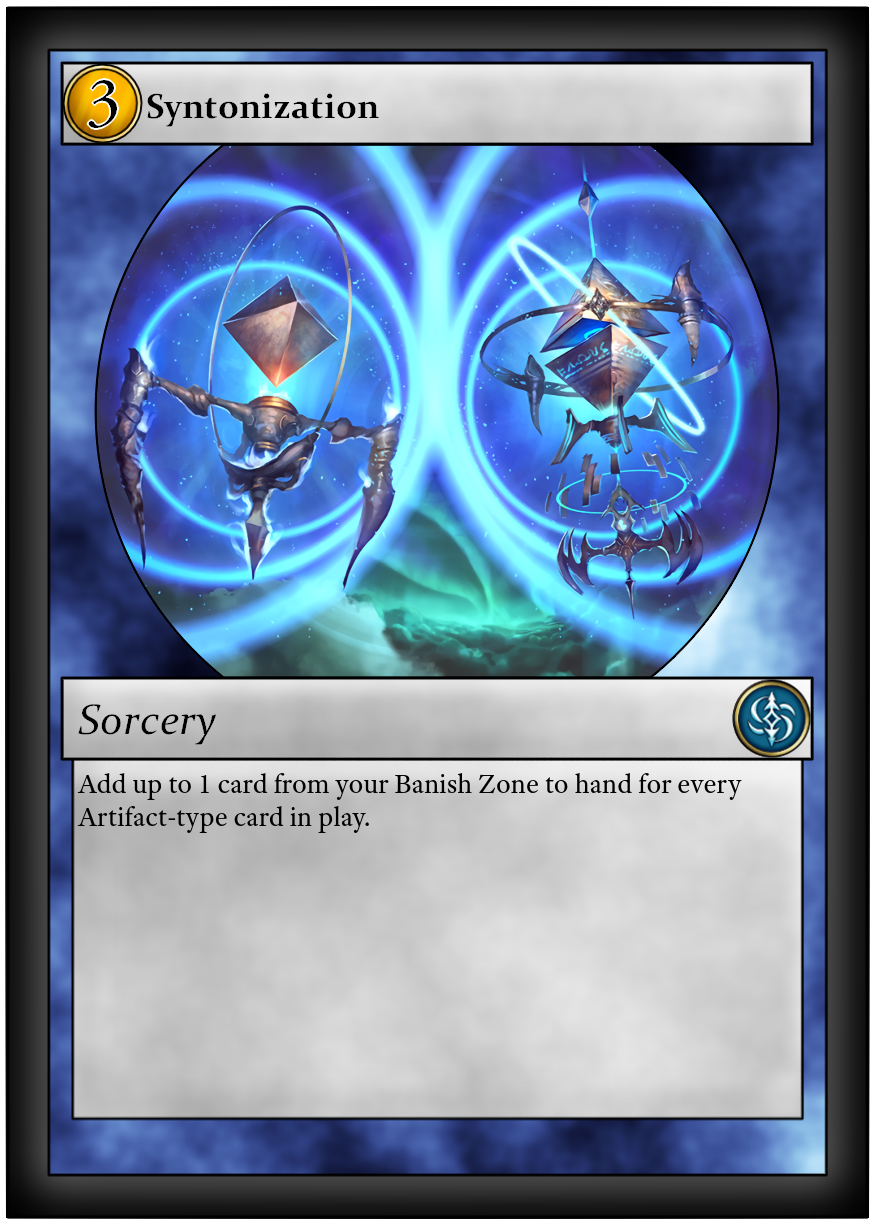 3 Syntonization
Sorcery
Add up to 1 card from your Banish Zone to hand for every
Artifact-type card in play.